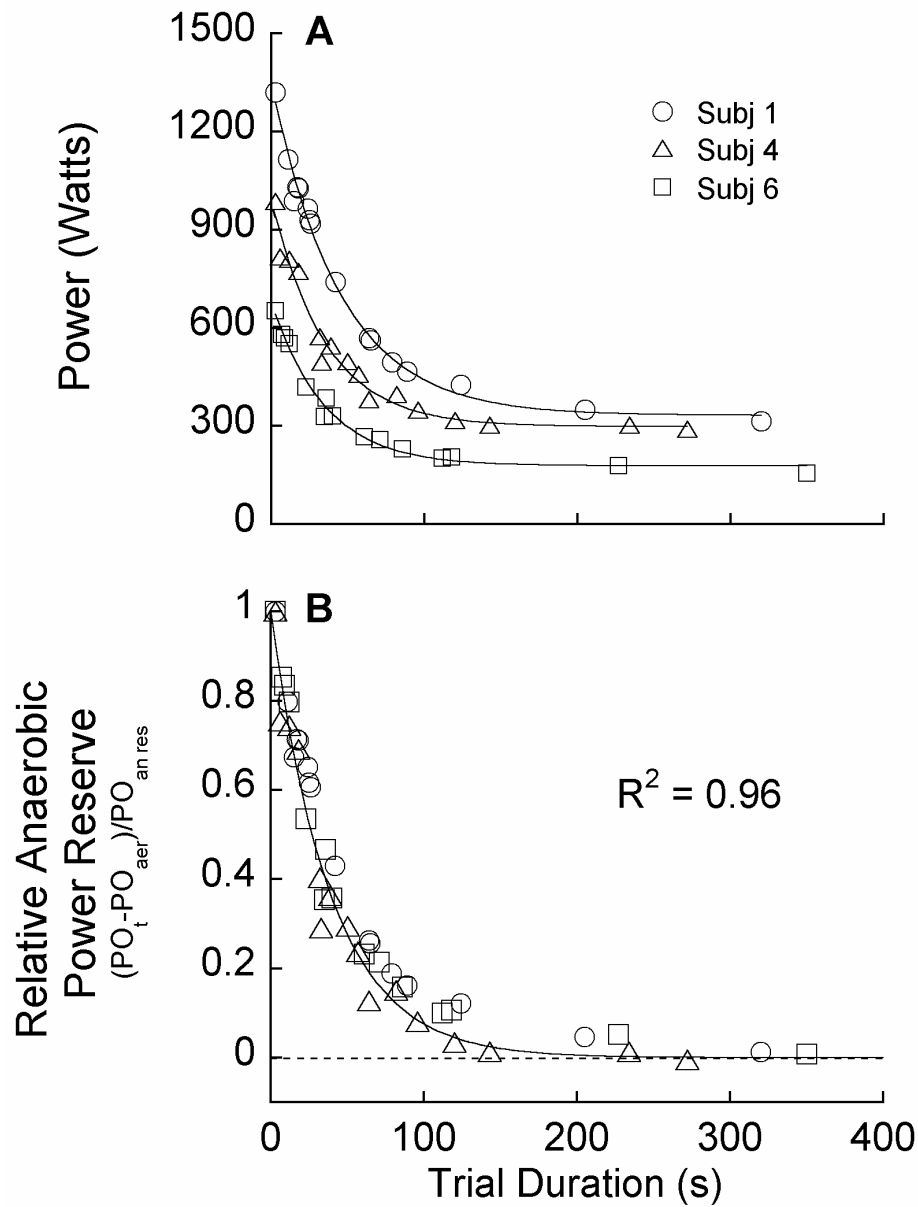 A
1500
1200
900
600
300
0
Power (Watts)
Subj 1
Subj 4
Subj 6
B
1
0.8
0.6
0.4
0.2
0
Relative Anaerobic
Power Reserve
(POt-POaer)/POan res
R2 = 0.96
0 100 200 300 400
Trial Duration (s)